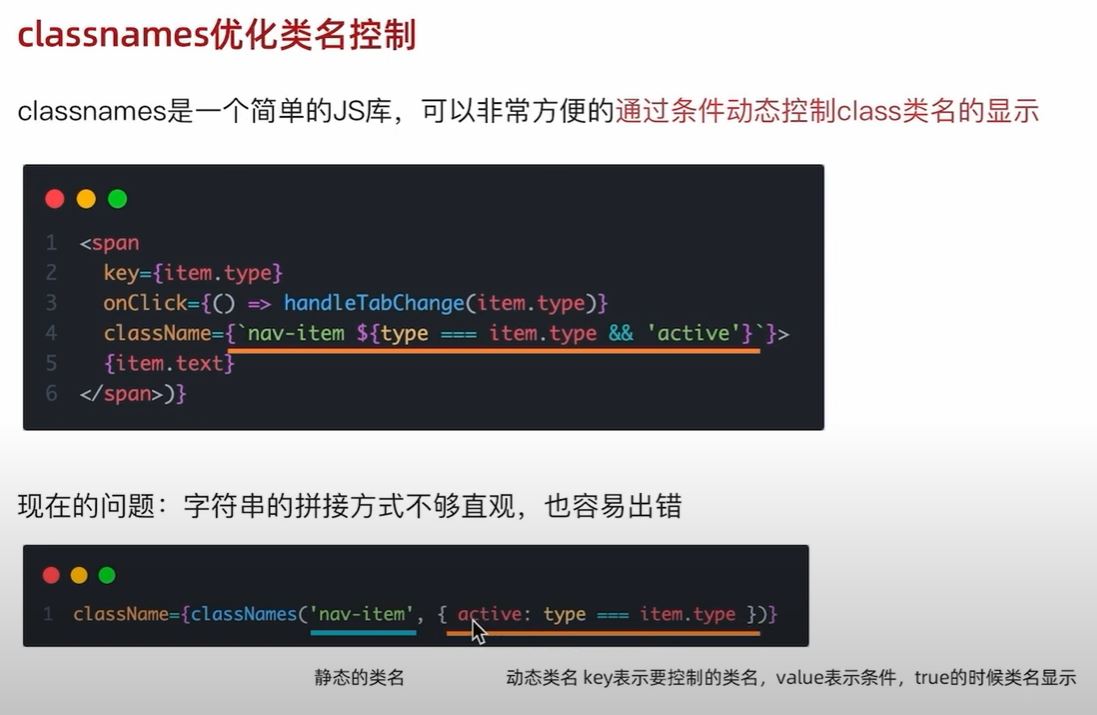 classnames优化类名控制
classnames是一个简单的JS库，可以非常方便的通过条件动态控制class类名的显示
1 <span
2 key={item.type}
3 onClick={() => handleTabChange(item.type)}
4 className={`nav-item ${type === item.type && 'active'}`}>
5 {item.text}
6 </span>)}
现在的问题：字符串的拼接方式不够直观，也容易出错
1 className={classNames('nav-item', { active: type === item.type })}
静态的类名
动态类名 key表示要控制的类名，value表示条件，true的时候类名显示